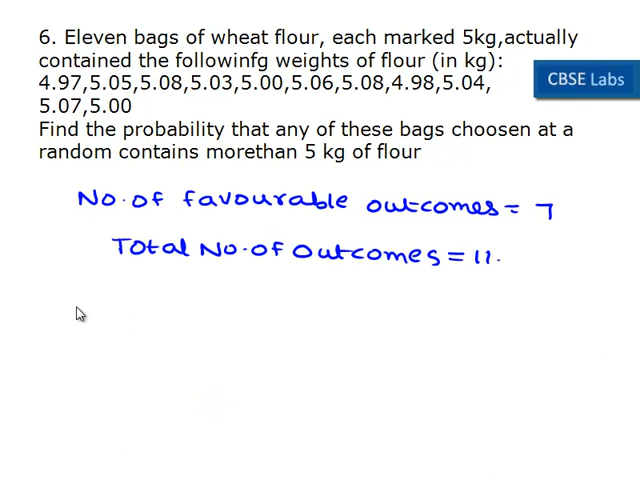 6. Eleven bags of wheat flour, each marked 5kg,actually
contained the followinfg weights of flour (in kg):
4.97,5.05,5.08,5.03,5.00,5.06,5.08,4.98,5.04,
5.07,5.00
Find the probability that any of these bags choosen at a
random contains morethan 5 kg of flour
CBSE Labs
No.of favourable outcomes = 7
Total No.of Outcomes = 11.